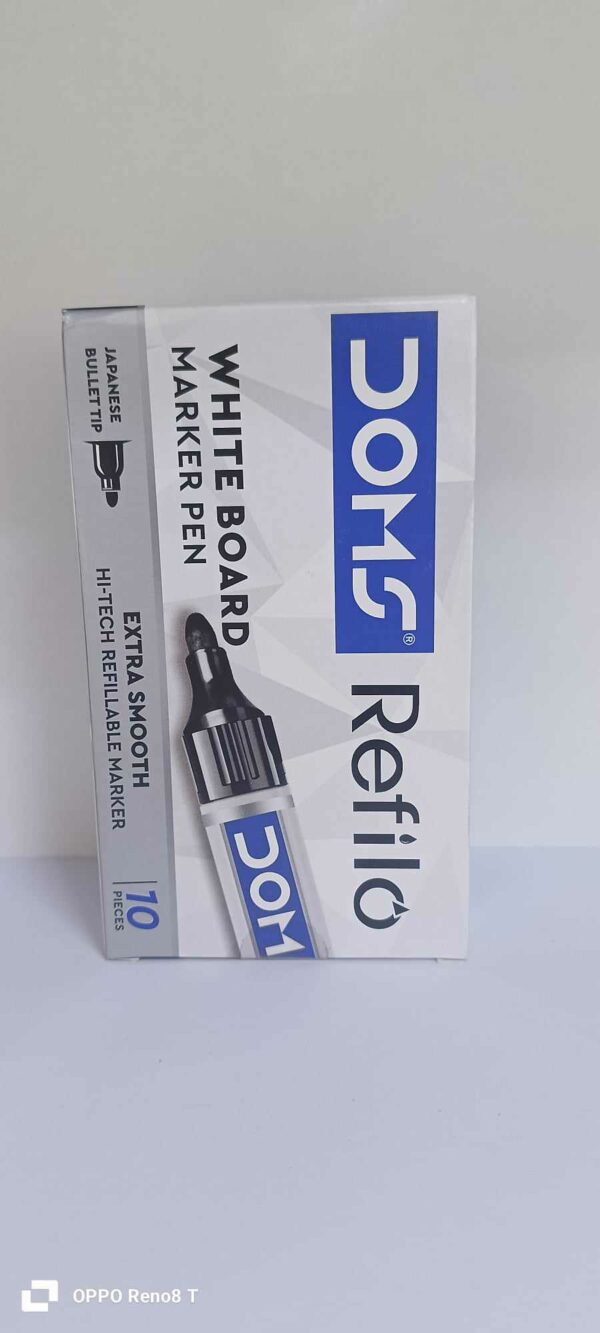 DOMS® Refilo
WHITE BOARD
MARKER PEN
DOM
JAPANESE
BULLET TIP
EXTRA SMOOTH
HI-TECH REFILLABLE MARKER
10
PIECES
OPPO Reno8 T